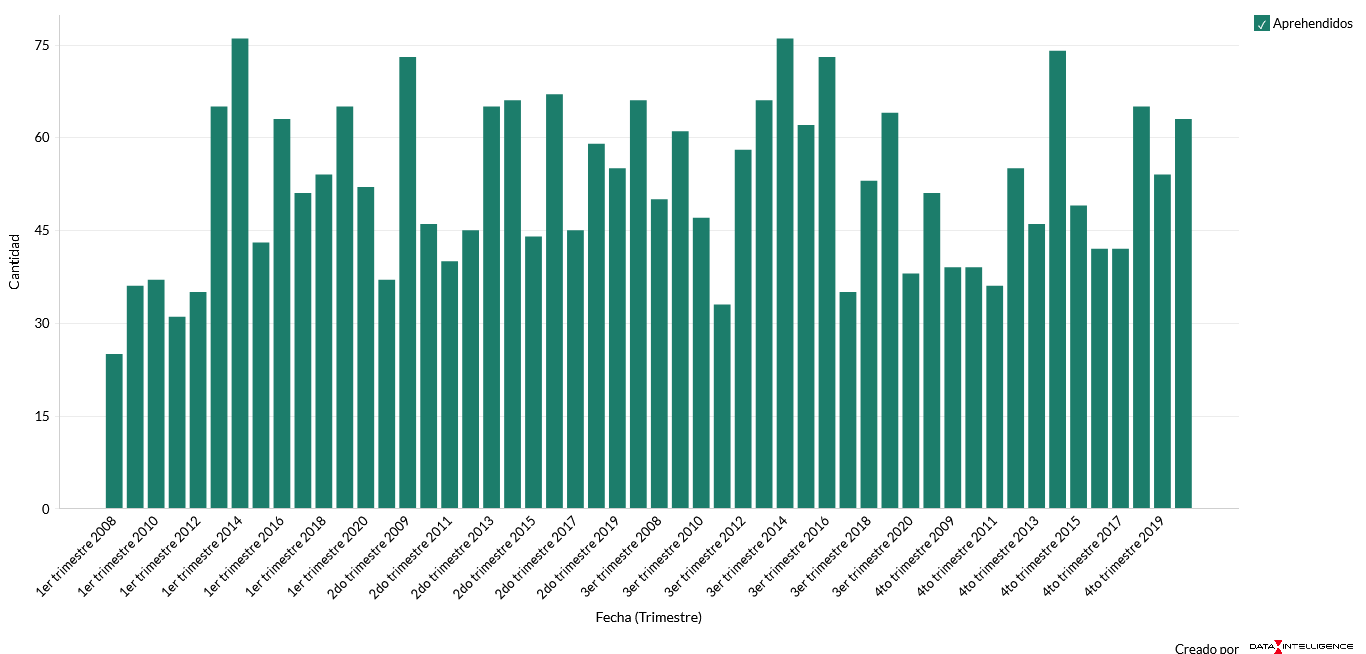 Aprehendidos
Cantidad
75
60
45
30
15
0
1er trimestre 2008
1er trimestre 2010
1er trimestre 2012
1er trimestre 2014
1er trimestre 2016
1er trimestre 2018
1er trimestre 2020
2do trimestre 2009
2do trimestre 2011
2do trimestre 2013
2do trimestre 2015
2do trimestre 2017
2do trimestre 2019
3er trimestre 2008
3er trimestre 2010
3er trimestre 2012
3er trimestre 2014
3er trimestre 2016
3er trimestre 2018
3er trimestre 2020
4to trimestre 2009
4to trimestre 2011
4to trimestre 2013
4to trimestre 2015
4to trimestre 2017
4to trimestre 2019
Fecha (Trimestre)
Creado por DATA INTELLIGENCE